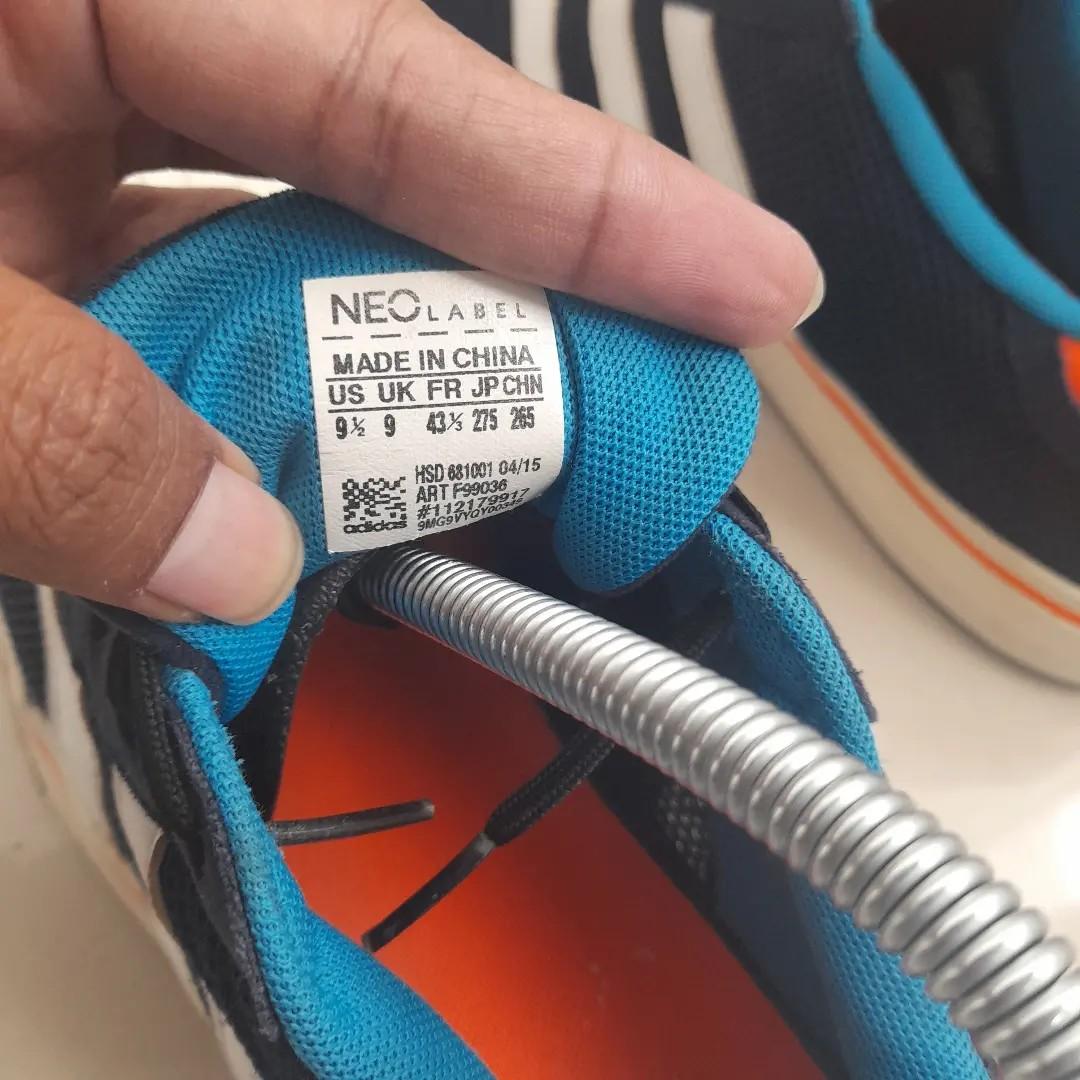 NEO LABEL
MADE IN CHINA
US UK FR JP CHN
9½ 9 43⅓ 275 265
HSD 681001 04/15
ART F99036
#112179917
adidas